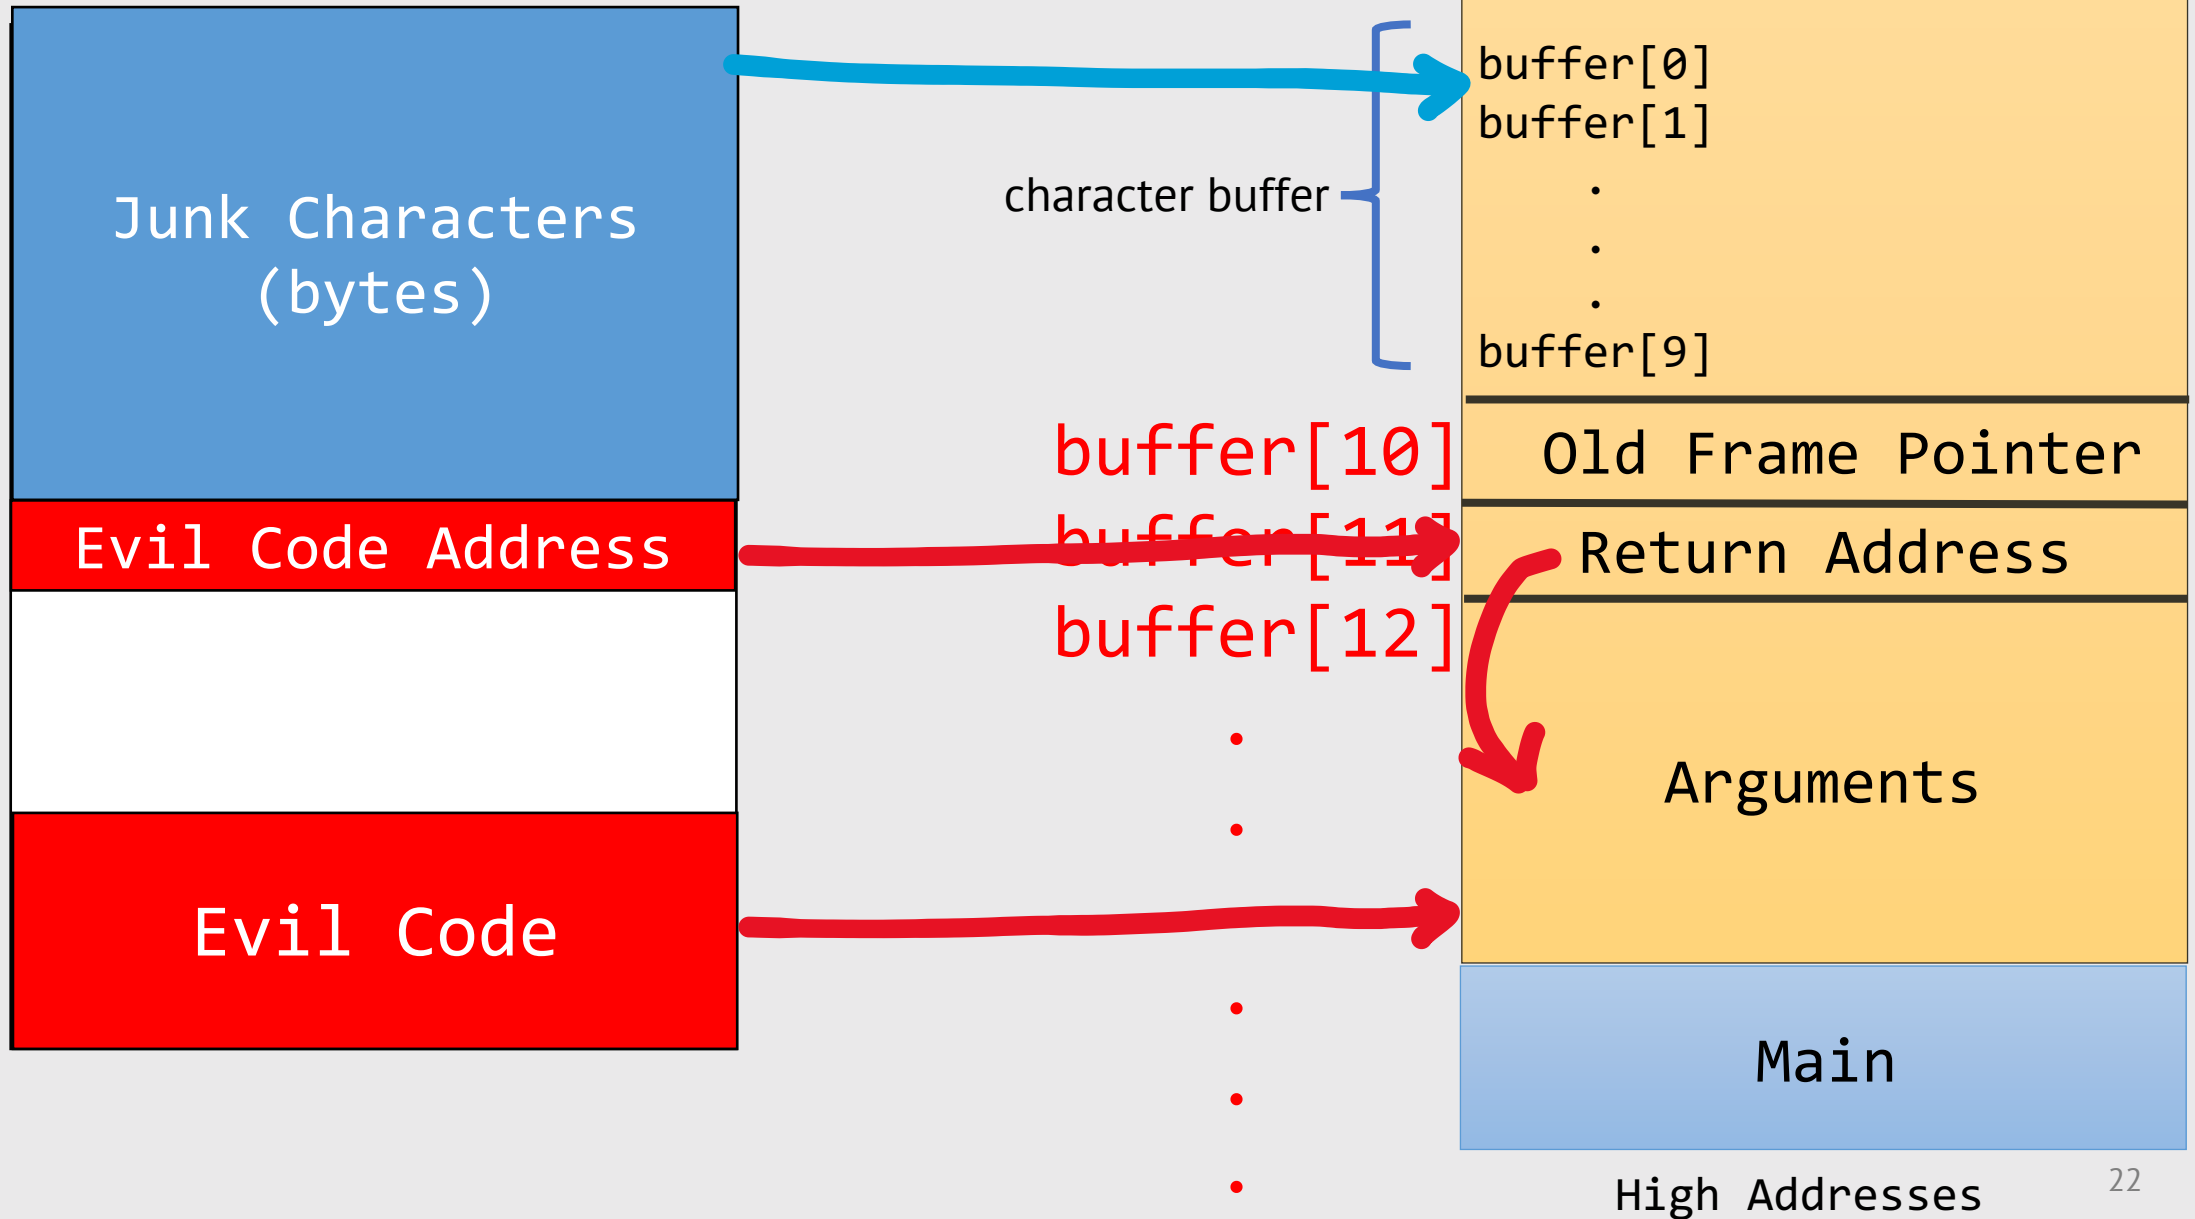 Junk Characters
(bytes)
Evil Code Address
Evil Code
character buffer
buffer[10]
buffer[11]
buffer[12]
.
.
.
.
.
buffer[0]
buffer[1]
.
.
.
buffer[9]
Old Frame Pointer
Return Address
Arguments
Main
High Addresses
22